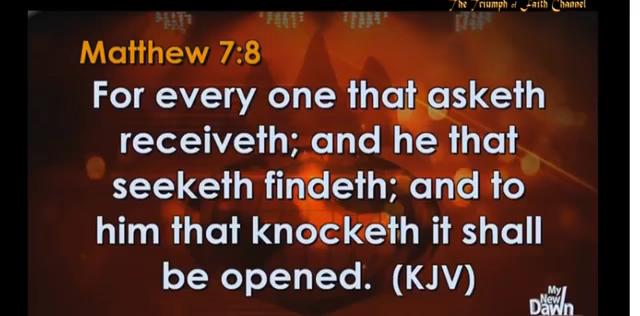 The Triumph of Faith Channel
Matthew 7:8
For every one that asketh
receiveth; and he that
seeketh findeth; and to
him that knocketh it shall
be opened. (KJV)
My
New
Dawn